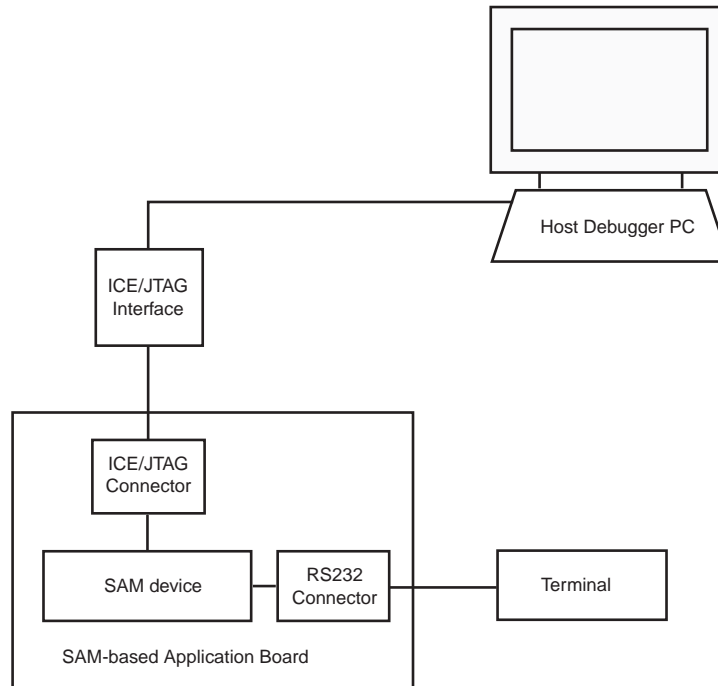 Host Debugger PC
ICE/JTAG
Interface
ICE/JTAG
Connector
SAM device
RS232
Connector
Terminal
SAM-based Application Board